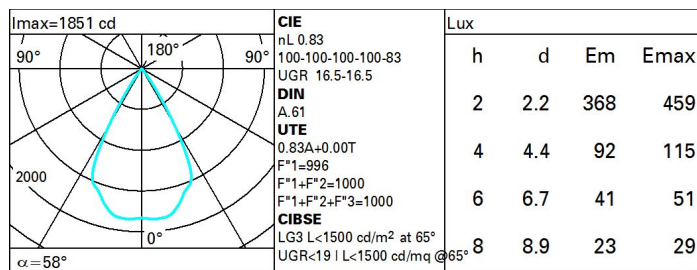 Imax=1851 cd
90° 180° 90°
2000
0°
α=58°
CIE
nL 0.83
100-100-100-100-83
UGR 16.5-16.5
DIN
A.61
UTE
0.83A+0.00T
F"1=996
F"1+F"2=1000
F"1+F"2+F"3=1000
CIBSE
LG3 L<1500 cd/m² at 65°
UGR<19 | L<1500 cd/mq @65°
Lux
h d Em Emax
2 2.2 368 459
4 4.4 92 115
6 6.7 41 51
8 8.9 23 29